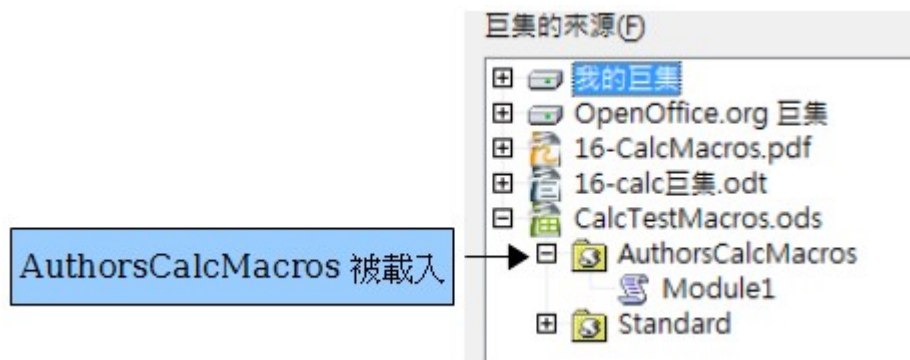 巨集的來源(F)
我的巨集
OpenOffice.org 巨集
16-CalcMacros.pdf
16-calc巨集.odt
CalcTestMacros.ods
AuthorsCalcMacros 被載入
AuthorsCalcMacros
Module1
Standard